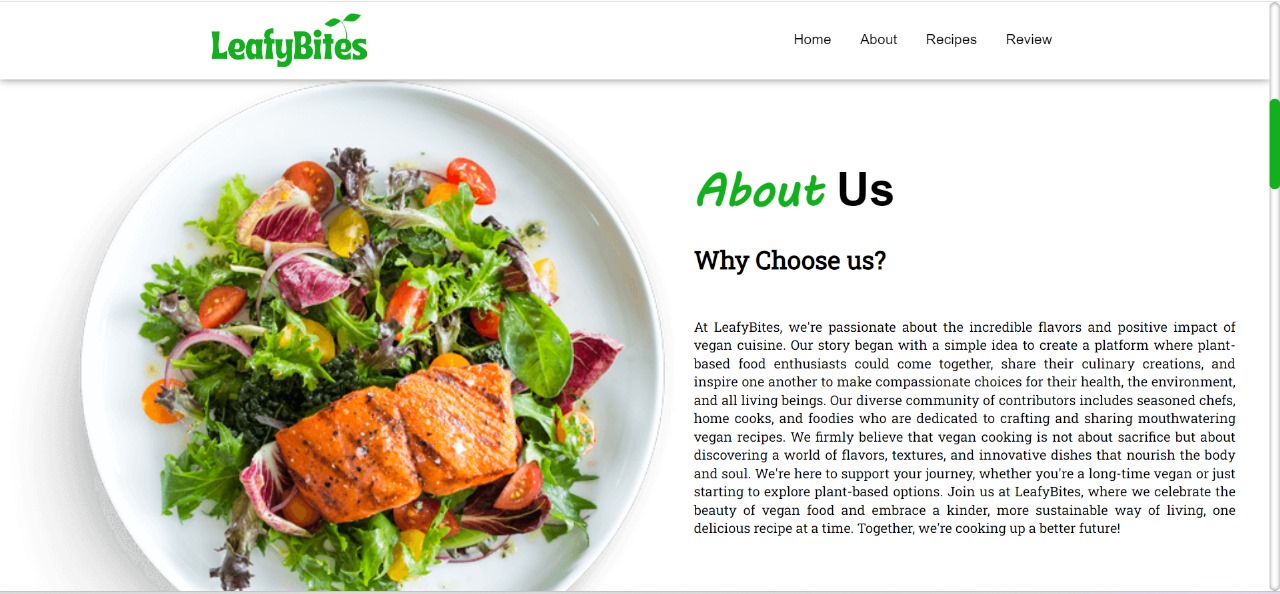 LeafyBites
Home About Recipes Review
About Us
Why Choose us?
At LeafyBites, we're passionate about the incredible flavors and positive impact of
vegan cuisine. Our story began with a simple idea to create a platform where plant-
based food enthusiasts could come together, share their culinary creations, and
inspire one another to make compassionate choices for their health, the environment,
and all living beings. Our diverse community of contributors includes seasoned chefs,
home cooks, and foodies who are dedicated to crafting and sharing mouthwatering
vegan recipes. We firmly believe that vegan cooking is not about sacrifice but about
discovering a world of flavors, textures, and innovative dishes that nourish the body
and soul. We're here to support your journey, whether you're a long-time vegan or just
starting to explore plant-based options. Join us at LeafyBites, where we celebrate the
beauty of vegan food and embrace a kinder, more sustainable way of living, one
delicious recipe at a time. Together, we're cooking up a better future!